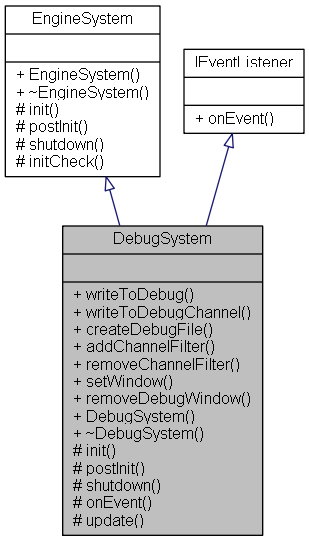 EngineSystem
+ EngineSystem()
+ ~EngineSystem()
# init()
# postInit()
# shutdown()
# initCheck()
IEventListener
+ onEvent()
DebugSystem
+ writeToDebug()
+ writeToDebugChannel()
+ createDebugFile()
+ addChannelFilter()
+ removeChannelFilter()
+ setWindow()
+ removeDebugWindow()
+ DebugSystem()
+ ~DebugSystem()
# init()
# postInit()
# shutdown()
# onEvent()
# update()